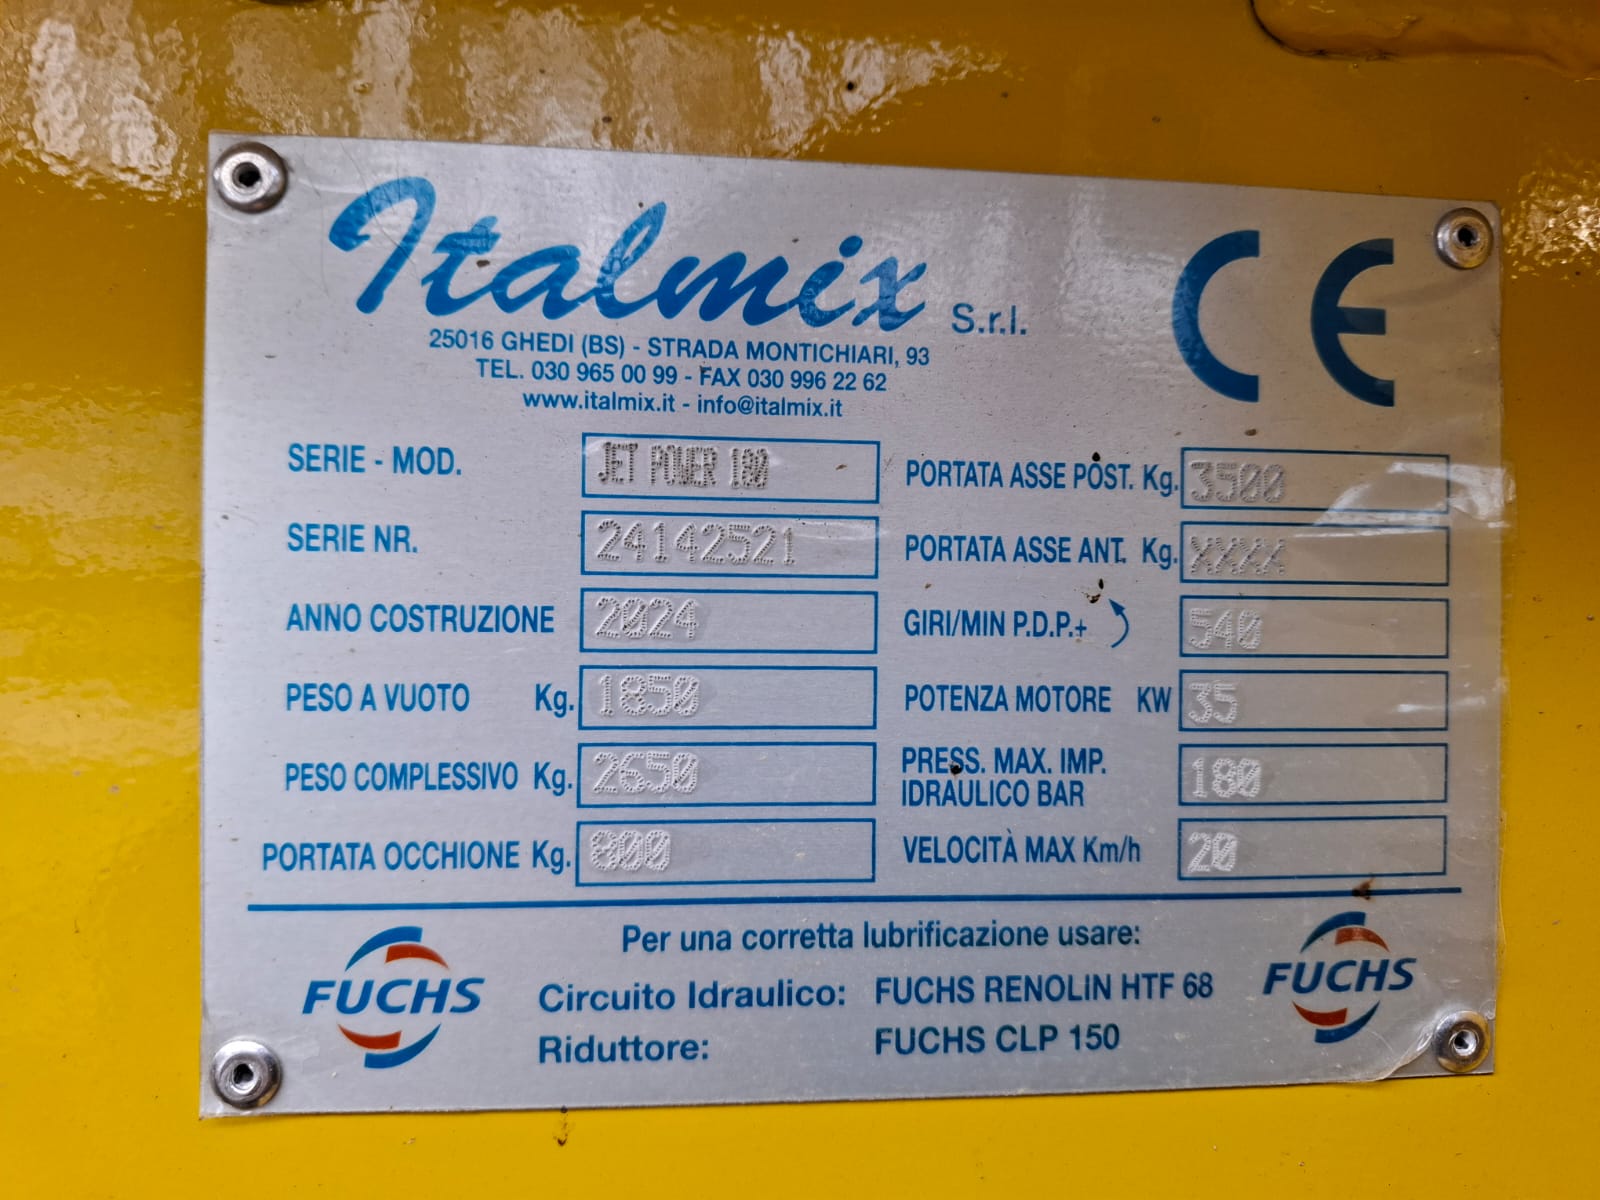 Italmix S.r.l.
CE
25016 GHEDI (BS) - STRADA MONTICHIARI, 93
TEL. 030 965 00 99 - FAX 030 996 22 62
www.italmix.it - info@italmix.it
SERIE - MOD. JET POWER 180
SERIE NR. 24142521
ANNO COSTRUZIONE 2024
PESO A VUOTO Kg. 1850
PESO COMPLESSIVO Kg. 2650
PORTATA OCCHIONE Kg. 800
PORTATA ASSE POST. Kg. 3500
PORTATA ASSE ANT. Kg. XXXX
GIRI/MIN P.D.P.+ 540
POTENZA MOTORE KW 35
PRESS. MAX. IMP.
IDRAULICO BAR 180
VELOCITÀ MAX Km/h 20
Per una corretta lubrificazione usare:
FUCHS
Circuito Idraulico: FUCHS RENOLIN HTF 68
Riduttore: FUCHS CLP 150
FUCHS